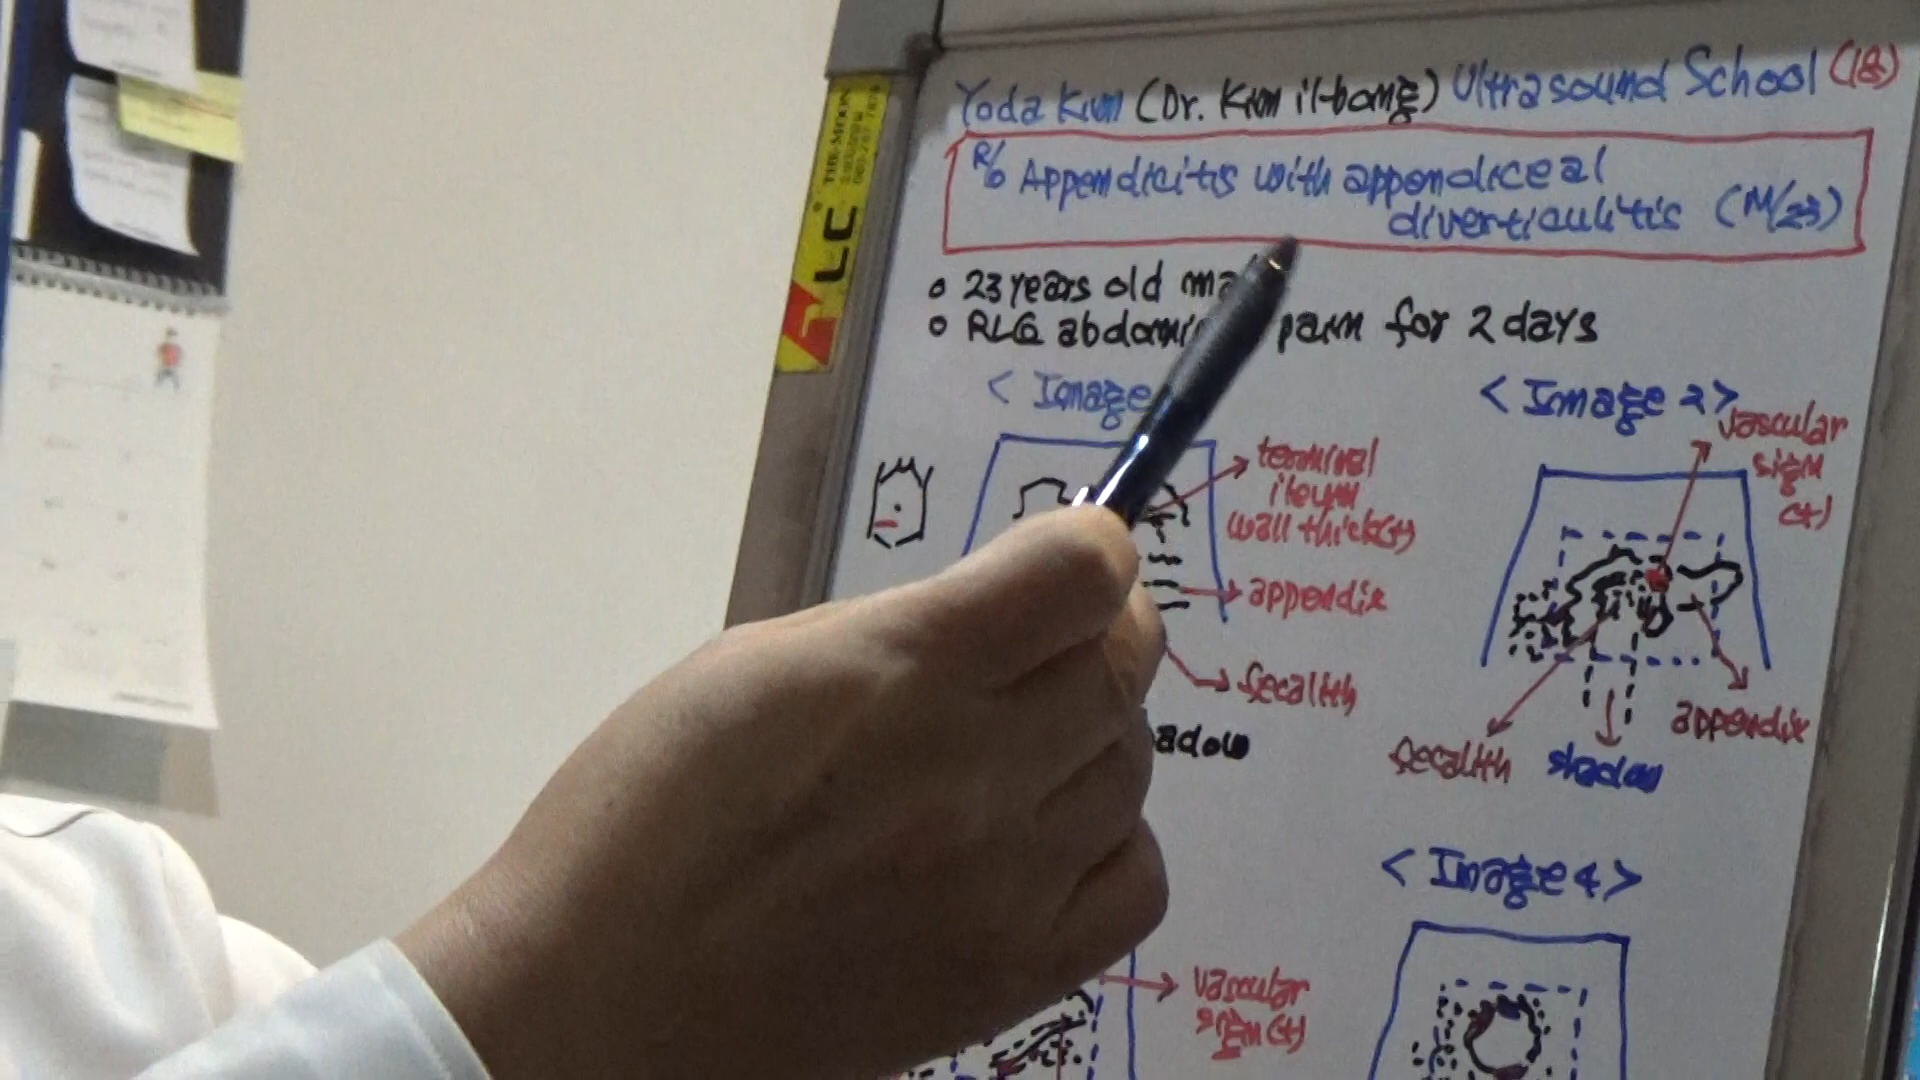 Yoda Kim (Dr. Kim il-bong) Ultrasound School (18)
R/O Appendicitis with appendiceal
diverticulitis (M/23)
23 years old
RLQ pain for 2 days
< Image
terminal
ileum
wall thick(+)
appendix
fecalith
< Image 2>
vascular
sign
(+)
appendix
fecalith
shadow
< Image 4 >
vascular
sign(+)
LC